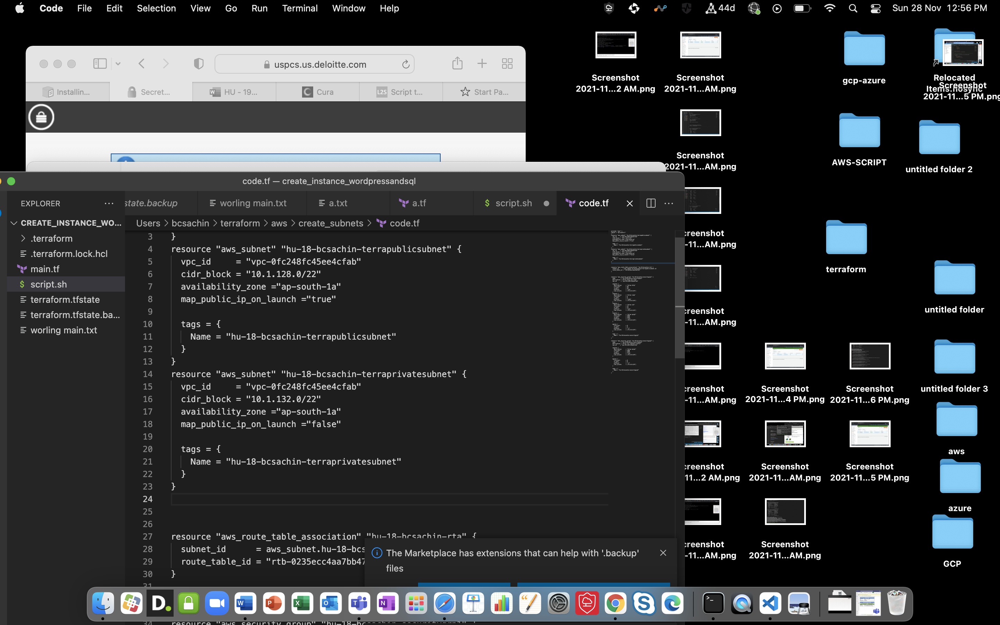 Code File Edit Selection View Go Run Terminal Window Help
44d
Sun 28 Nov 12:56 PM
uspcs.us.deloitte.com
Installin...
Secret...
HU - 19...
Cura
L2S Script t...
Start Pa...
code.tf — create_instance_wordpressandsql
EXPLORER
state.backup
worling main.txt
a.txt
a.tf
$ script.sh
code.tf
CREATE_INSTANCE_WO...
.terraform
.terraform.lock.hcl
main.tf
$ script.sh
terraform.tfstate
terraform.tfstate.ba...
worling main.txt
Users > bcsachin > terraform > aws > create_subnets > code.tf
3 }
4 resource "aws_subnet" "hu-18-bcsachin-terrapublicsubnet" {
5 vpc_id = "vpc-0fc248fc45ee4cfab"
6 cidr_block = "10.1.128.0/22"
7 availability_zone ="ap-south-1a"
8 map_public_ip_on_launch ="true"
9
10 tags = {
11 Name = "hu-18-bcsachin-terrapublicsubnet"
12 }
13 }
14 resource "aws_subnet" "hu-18-bcsachin-terraprivatesubnet" {
15 vpc_id = "vpc-0fc248fc45ee4cfab"
16 cidr_block = "10.1.132.0/22"
17 availability_zone ="ap-south-1a"
18 map_public_ip_on_launch ="false"
19
20 tags = {
21 Name = "hu-18-bcsachin-terraprivatesubnet"
22 }
23 }
24
25
26
27 resource "aws_route_table_association" "hu-18-bcsachin-rta" {
28 subnet_id = aws_subnet.hu-18-bcs
29 route_table_id = "rtb-0235ecc4aa7bb47
30 }
31
34 resource "aws_security_group" "hu-18-bcsachin-securitygrp1" {
The Marketplace has extensions that can help with '.backup'
files
Screenshot
2021-11...2 AM.png
Screenshot
2021-11...AM.png
gcp-azure
Relocated
Items.nosync
Screenshot
2021-11...5 PM.png
Screenshot
2021-11...AM.png
AWS-SCRIPT
untitled folder 2
creenshot
-11...AM.png
terraform
untitled folder
creenshot
-11...AM.png
creenshot
-11...AM.png
Screenshot
2021-11...4 PM.png
Screenshot
2021-11...6 PM.png
untitled folder 3
aws
creenshot
11...2 AM.png
Screenshot
2021-11...AM.png
Screenshot
2021-11...5 PM.png
azure
creenshot
-11...AM.png
Screenshot
2021-11...AM.png
GCP